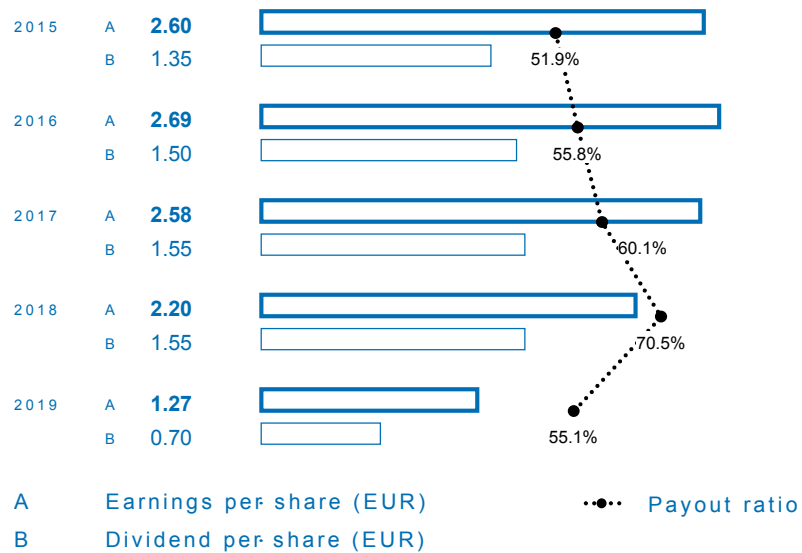 2015 A 2.60
B 1.35 51.9%
2016 A 2.69
B 1.50 55.8%
2017 A 2.58
B 1.55 60.1%
2018 A 2.20
B 1.55 70.5%
2019 A 1.27
B 0.70 55.1%
A Earnings per share (EUR) Payout ratio
B Dividend per share (EUR)